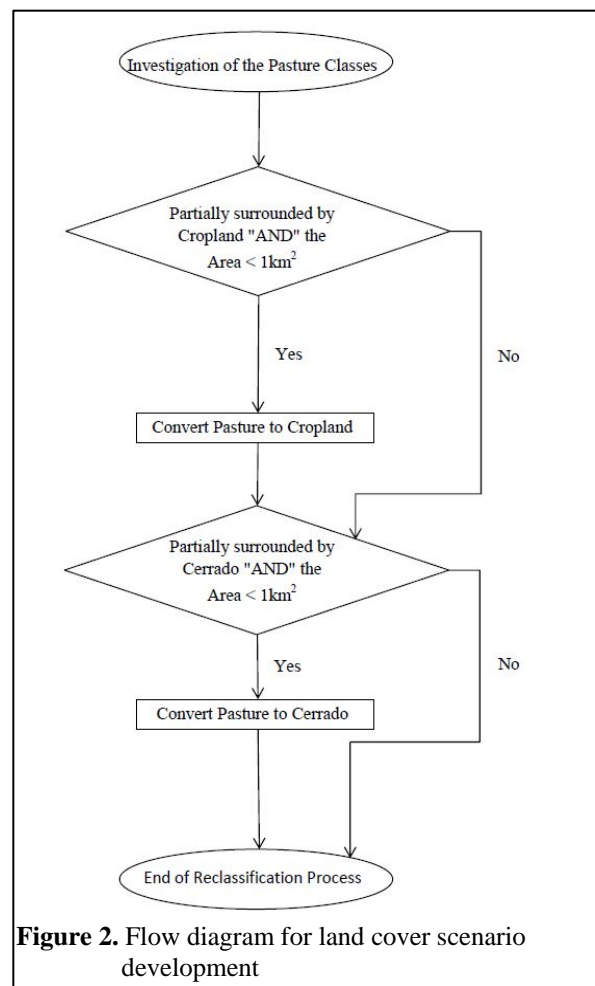 Investigation of the Pasture Classes
Partially surrounded by
Cropland "AND" the
Area < 1km²
Yes
No
Convert Pasture to Cropland
Partially surrounded by
Cerrado "AND" the
Area < 1km²
Yes
No
Convert Pasture to Cerrado
End of Reclassification Process
Figure 2. Flow diagram for land cover scenario
development